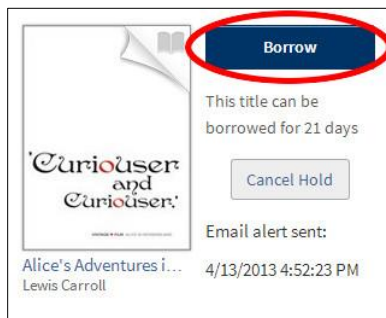 Borrow
This title can be
borrowed for 21 days
Cancel Hold
Email alert sent:
4/13/2013 4:52:23 PM
'Curiouser
and
Curiouser.'
Alice's Adventures i...
Lewis Carroll